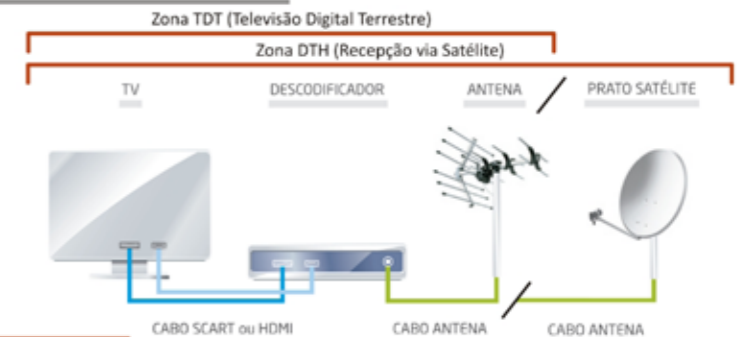 Zona TDT (Televisão Digital Terrestre)
Zona DTH (Recepção via Satélite)
TV DESCODIFICADOR ANTENA / PRATO SATÉLITE
CABO SCART ou HDMI CABO ANTENA / CABO ANTENA